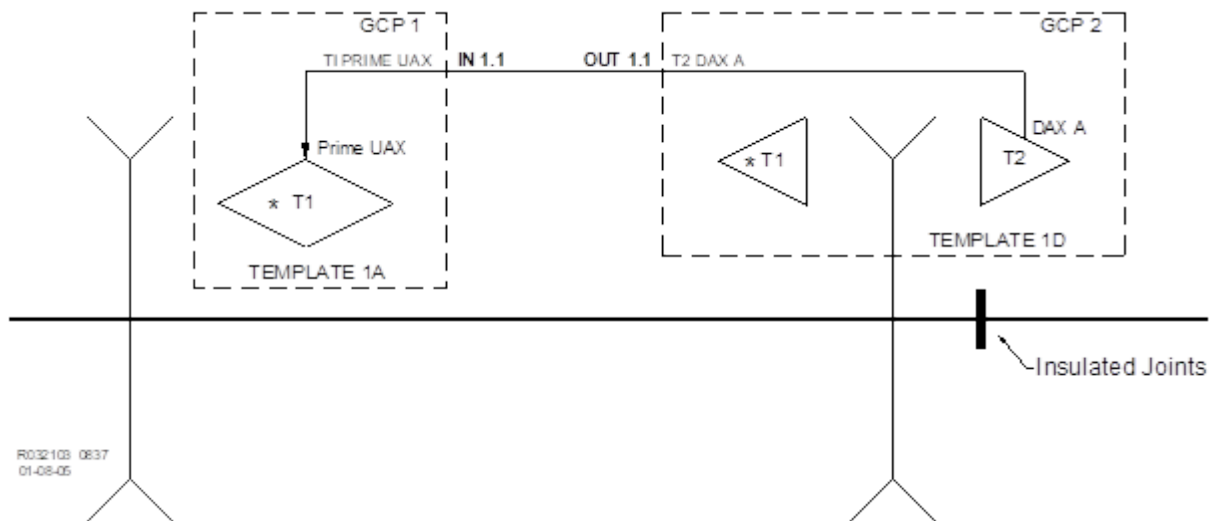 GCP 1
GCP 2
T1 PRIME UAX
IN 1.1
OUT 1.1
T2 DAX A
Prime UAX
DAX A
* T1
* T1
T2
TEMPLATE 1A
TEMPLATE 1D
Insulated Joints
R032103 0837
01-08-05